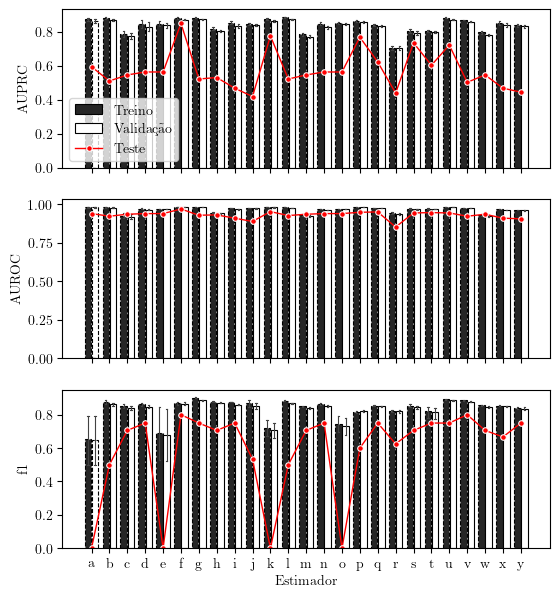 0.8
0.6
0.4
0.2
0.0
AUPRC
Treino
Validação
Teste
1.00
0.75
0.50
0.25
0.00
AUROC
0.8
0.6
0.4
0.2
0.0
f1
a b c d e f g h i j k l m n o p q r s t u v w x y
Estimador